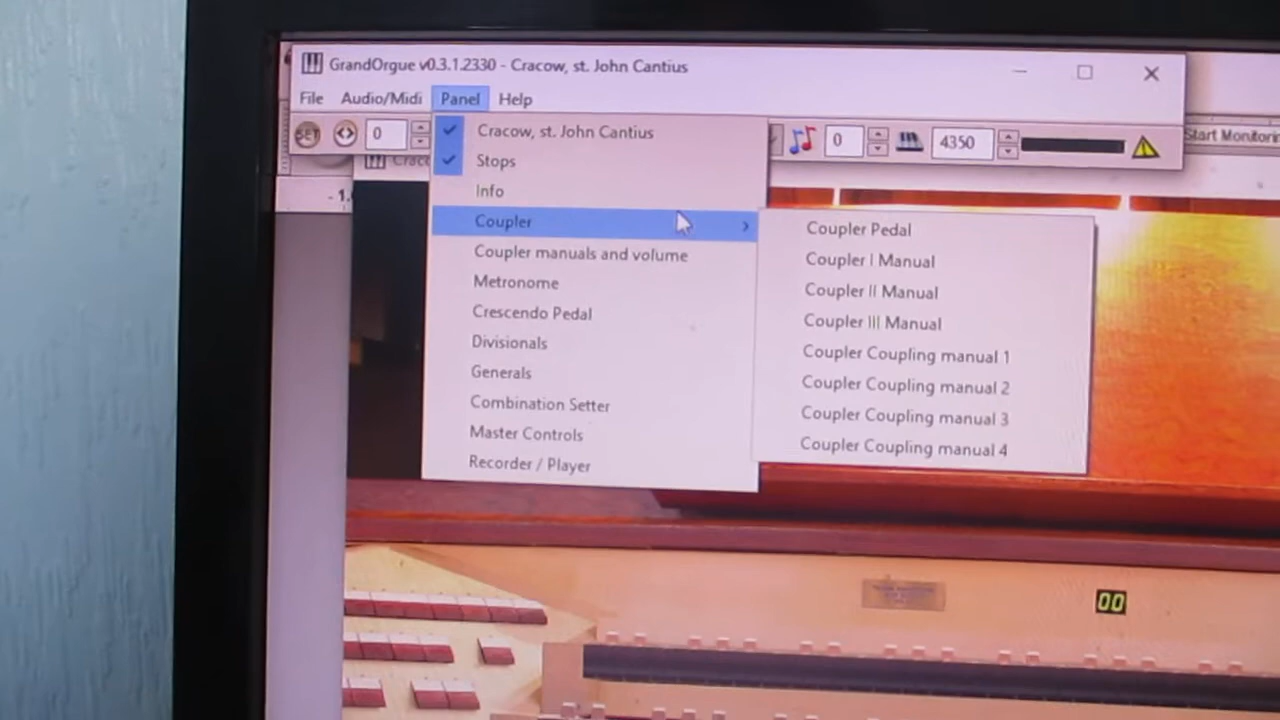 GrandOrgue v0.3.1.2330 - Cracow, st. John Cantius
File Audio/Midi Panel Help
SET 0 0 4350 Start Monitorin
Cracow, st. John Cantius
Stops
Info
Coupler
Coupler manuals and volume
Metronome
Crescendo Pedal
Divisionals
Generals
Combination Setter
Master Controls
Recorder / Player
Coupler Pedal
Coupler I Manual
Coupler II Manual
Coupler III Manual
Coupler Coupling manual 1
Coupler Coupling manual 2
Coupler Coupling manual 3
Coupler Coupling manual 4
Crac
- 1.
00